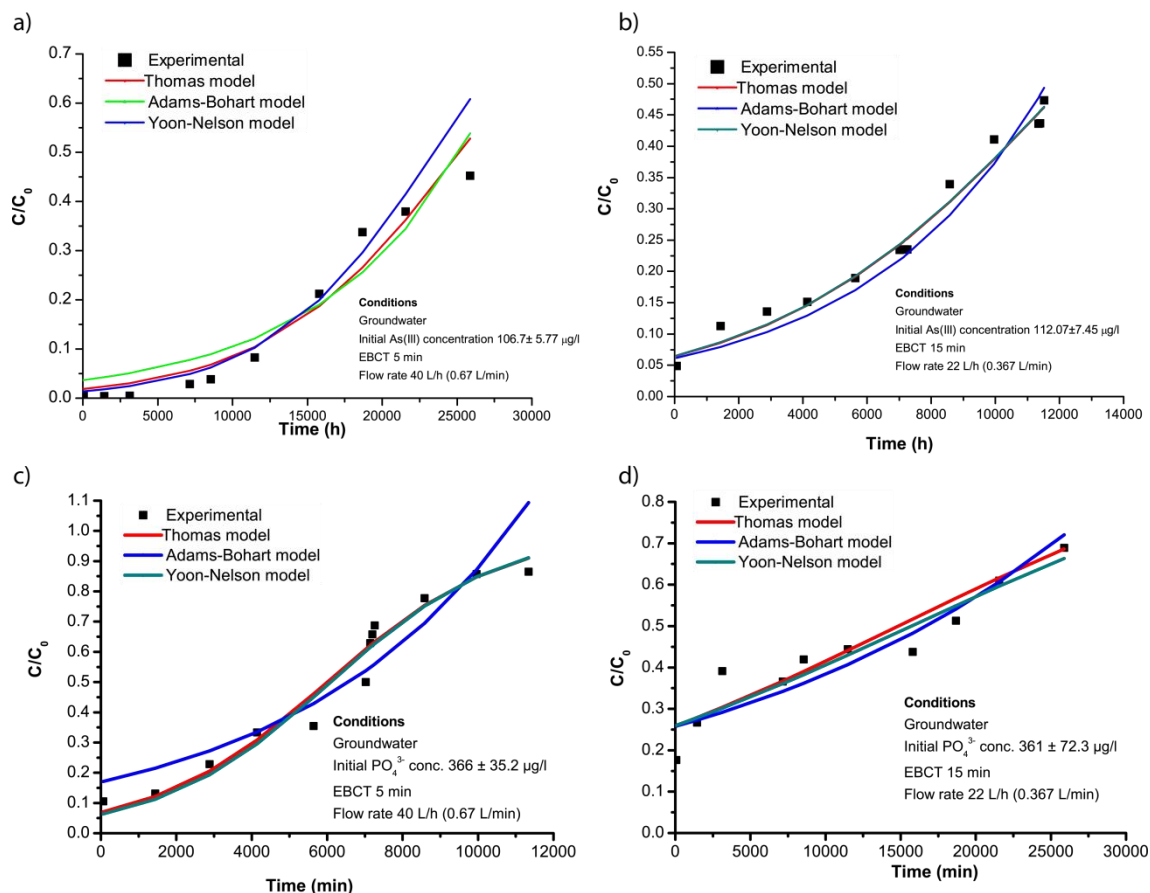 a)
0.7
0.6
0.5
0.4
0.3
0.2
0.1
0.0
C/C0
Experimental
Thomas model
Adams-Bohart model
Yoon-Nelson model
Conditions
Groundwater
Initial As(III) concentration 106.7± 5.77 µg/l
EBCT 5 min
Flow rate 40 L/h (0.67 L/min)
0 5000 10000 15000 20000 25000 30000
Time (h)
b)
0.55
0.50
0.45
0.40
0.35
0.30
0.25
0.20
0.15
0.10
0.05
0.00
C/C0
Experimental
Thomas model
Adams-Bohart model
Yoon-Nelson model
Conditions
Groundwater
Initial As(III) concentration 112.07±7.45 µg/l
EBCT 15 min
Flow rate 22 L/h (0.367 L/min)
0 2000 4000 6000 8000 10000 12000 14000
Time (h)
c)
1.1
1.0
0.9
0.8
0.7
0.6
0.5
0.4
0.3
0.2
0.1
0.0
C/C0
Experimental
Thomas model
Adams-Bohart model
Yoon-Nelson model
Conditions
Groundwater
Initial PO43- conc. 366 ± 35.2 µg/l
EBCT 5 min
Flow rate 40 L/h (0.67 L/min)
0 2000 4000 6000 8000 10000 12000
Time (min)
d)
0.8
0.7
0.6
0.5
0.4
0.3
0.2
0.1
0.0
C/C0
Experimental
Thomas model
Adams-Bohart model
Yoon-Nelson model
Conditions
Groundwater
Initial PO43- conc. 361 ± 72.3 µg/l
EBCT 15 min
Flow rate 22 L/h (0.367 L/min)
0 5000 10000 15000 20000 25000 30000
Time (min)